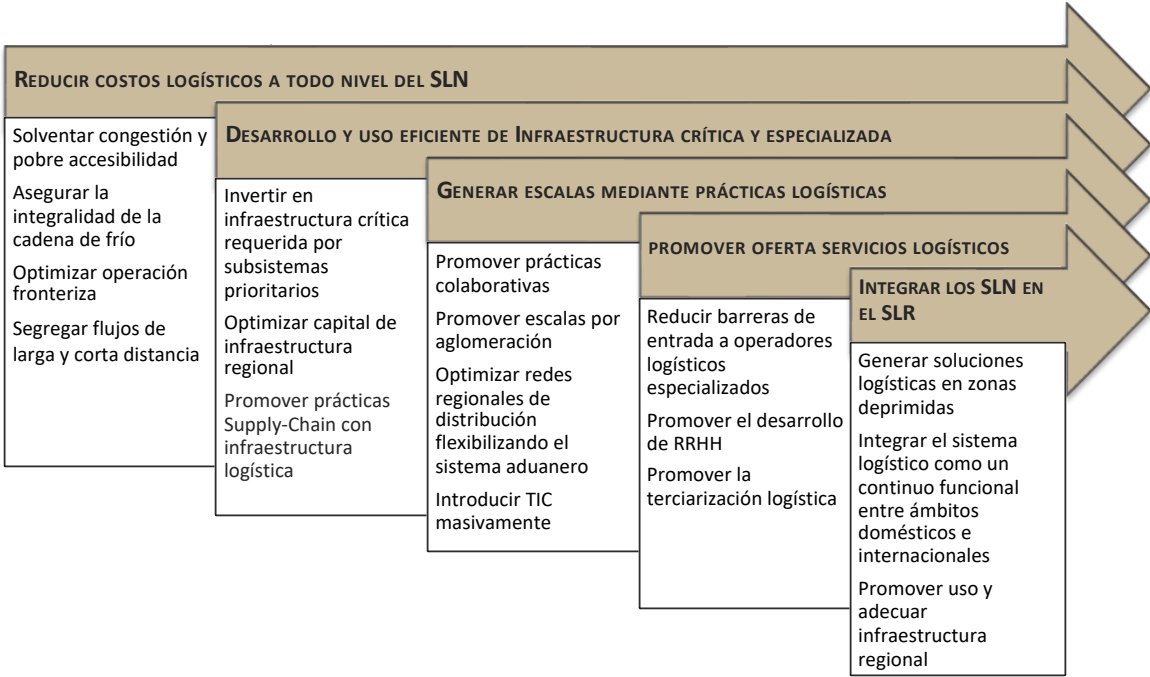 REDUCIR COSTOS LOGÍSTICOS A TODO NIVEL DEL SLN
Solventar congestión y
pobre accesibilidad
Asegurar la
integralidad de la
cadena de frío
Optimizar operación
fronteriza
Segregar flujos de
larga y corta distancia
DESARROLLO Y USO EFICIENTE DE INFRAESTRUCTURA CRÍTICA Y ESPECIALIZADA
Invertir en
infraestructura crítica
requerida por
subsistemas
prioritarios
Optimizar capital de
infraestructura
regional
Promover prácticas
Supply-Chain con
infraestructura
logística
GENERAR ESCALAS MEDIANTE PRÁCTICAS LOGÍSTICAS
Promover prácticas
colaborativas
Promover escalas por
aglomeración
Optimizar redes
regionales de
distribución
flexibilizando el
sistema aduanero
Introducir TIC
masivamente
PROMOVER OFERTA SERVICIOS LOGÍSTICOS
Reducir barreras de
entrada a operadores
logísticos
especializados
Promover el desarrollo
de RRHH
Promover la
terciarización logística
INTEGRAR LOS SLN EN
EL SLR
Generar soluciones
logísticas en zonas
deprimidas
Integrar el sistema
logístico como un
continuo funcional
entre ámbitos
domésticos e
internacionales
Promover uso y
adecuar
infraestructura
regional